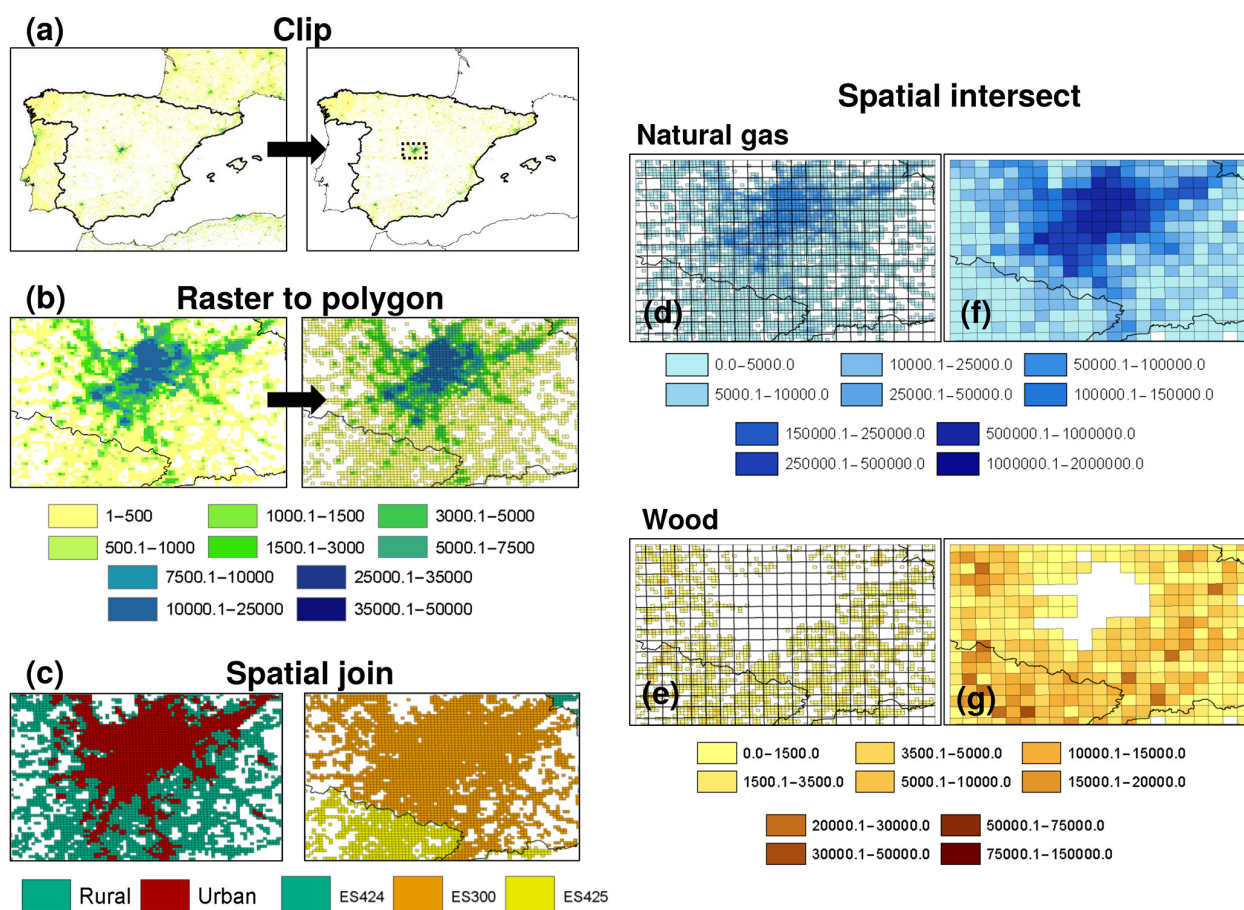 (a)
Clip
(b)
Raster to polygon
1–500
1000.1–1500
3000.1–5000
500.1–1000
1500.1–3000
5000.1–7500
7500.1–10000
25000.1–35000
10000.1–25000
35000.1–50000
(c)
Spatial join
Rural
Urban
ES424
ES300
ES425
Spatial intersect
Natural gas
(d)
(f)
0.0–5000.0
10000.1–25000.0
50000.1–100000.0
5000.1–10000.0
25000.1–50000.0
100000.1–150000.0
150000.1–250000.0
500000.1–1000000.0
250000.1–500000.0
1000000.1–2000000.0
Wood
(e)
(g)
0.0–1500.0
3500.1–5000.0
10000.1–15000.0
1500.1–3500.0
5000.1–10000.0
15000.1–20000.0
20000.1–30000.0
50000.1–75000.0
30000.1–50000.0
75000.1–150000.0